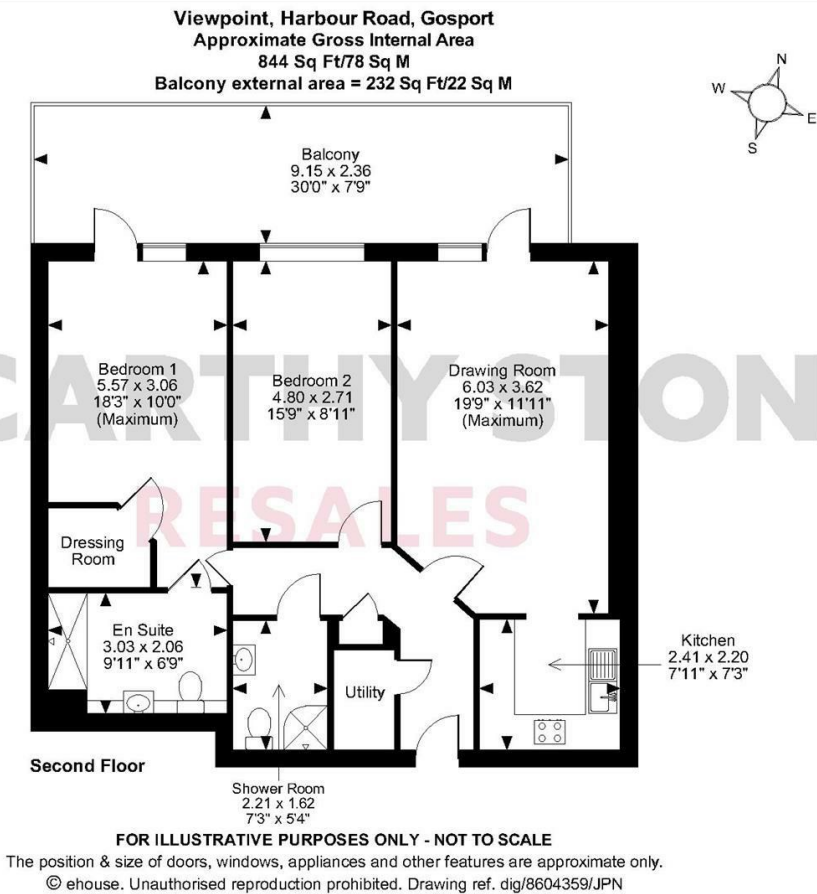 Viewpoint, Harbour Road, Gosport
Approximate Gross Internal Area
844 Sq Ft/78 Sq M
Balcony external area = 232 Sq Ft/22 Sq M
N
W
E
S
Balcony
9.15 x 2.36
30'0" x 7'9"
Bedroom 1
5.57 x 3.06
18'3" x 10'0"
(Maximum)
Bedroom 2
4.80 x 2.71
15'9" x 8'11"
Drawing Room
6.03 x 3.62
19'9" x 11'11"
(Maximum)
CARTHY STON
RESALES
Dressing
Room
En Suite
3.03 x 2.06
9'11" x 6'9"
Utility
Kitchen
2.41 x 2.20
7'11" x 7'3"
Second Floor
Shower Room
2.21 x 1.62
7'3" x 5'4"
FOR ILLUSTRATIVE PURPOSES ONLY - NOT TO SCALE
The position & size of doors, windows, appliances and other features are approximate only.
© ehouse. Unauthorised reproduction prohibited. Drawing ref. dig/8604359/JPN